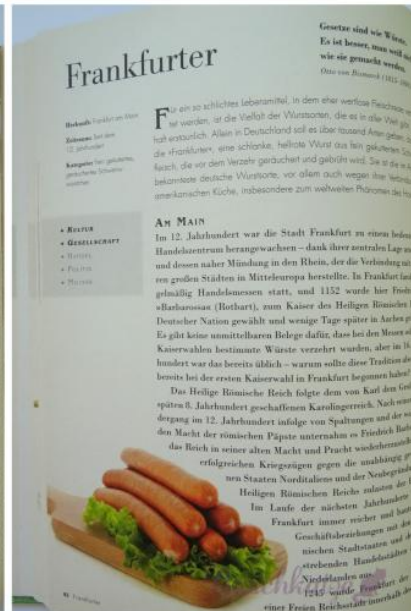 Frankfurter
Gesetze sind wie Würste.
Es ist besser, man weiß
wie sie gemacht werden.
Otto von Bismarck (1815
Herkunft: Frankfurt am Main
Zeitraum: Seit dem
12. Jahrhundert
Kategorie: Fein gekuttertes,
geräuchertes Schweine-
würstchen
• KULTUR
• GESELLSCHAFT
• HANDEL
• POLITIK
• MILITÄR
Für ein so schlichtes Lebensmittel, in dem eher wertlose
tet werden, ist die Vielfalt der Wurstsorten, die es in aller Welt
haft erstaunlich. Allein in Deutschland soll es über tausend Arten
die »Frankfurter«, eine schlanke, hellrote Wurst aus fein gekuttertem
fleisch, die vor dem Verzehr geräuchert und gebrüht wird. Sie ist die
bekannteste deutsche Wurstsorte, vor allem auch wegen ihrer
amerikanischen Küche, insbesondere zum weltweiten Phänomen des
AM MAIN
Im 12. Jahrhundert war die Stadt Frankfurt zu einem
Handelszentrum herangewachsen – dank ihrer zentralen Lage
und dessen naher Mündung in den Rhein, der die Verbindung
ren großen Städten in Mitteleuropa herstellte. In Frankfurt
gelmäßig Handelsmessen statt, und 1152 wurde hier
»Barbarossa« (Rotbart), zum Kaiser des Heiligen Römischen
Deutscher Nation gewählt und wenige Tage später in Aachen
Es gibt keine unmittelbaren Belege dafür, dass bei den Messen
Kaiserwahlen bestimmte Würste verzehrt wurden, aber im
hundert war das bereits üblich – warum sollte diese Tradition
bereits bei der ersten Kaiserwahl in Frankfurt begonnen haben?
Das Heilige Römische Reich folgte dem von Karl dem
späten 8. Jahrhundert geschaffenen Karolingerreich. Nach
dergang im 12. Jahrhundert infolge von Spaltungen und der
den Macht der römischen Päpste unternahm es Friedrich
das Reich in seiner alten Macht und Pracht
erfolgreichen Kriegszügen gegen die unabhängig
nen Staaten Norditaliens und der
Heiligen Römischen Reichs zulasten der
Im Laufe der nächsten
Frankfurt immer reicher und
Geschäftsbeziehungen mit den
nischen Stadtstaaten und
strebenden Handelsstädten
Niederlanden aus.
1245 wurde Frankfurt
einer Freien Reichsstadt innerhalb
Frankfurter